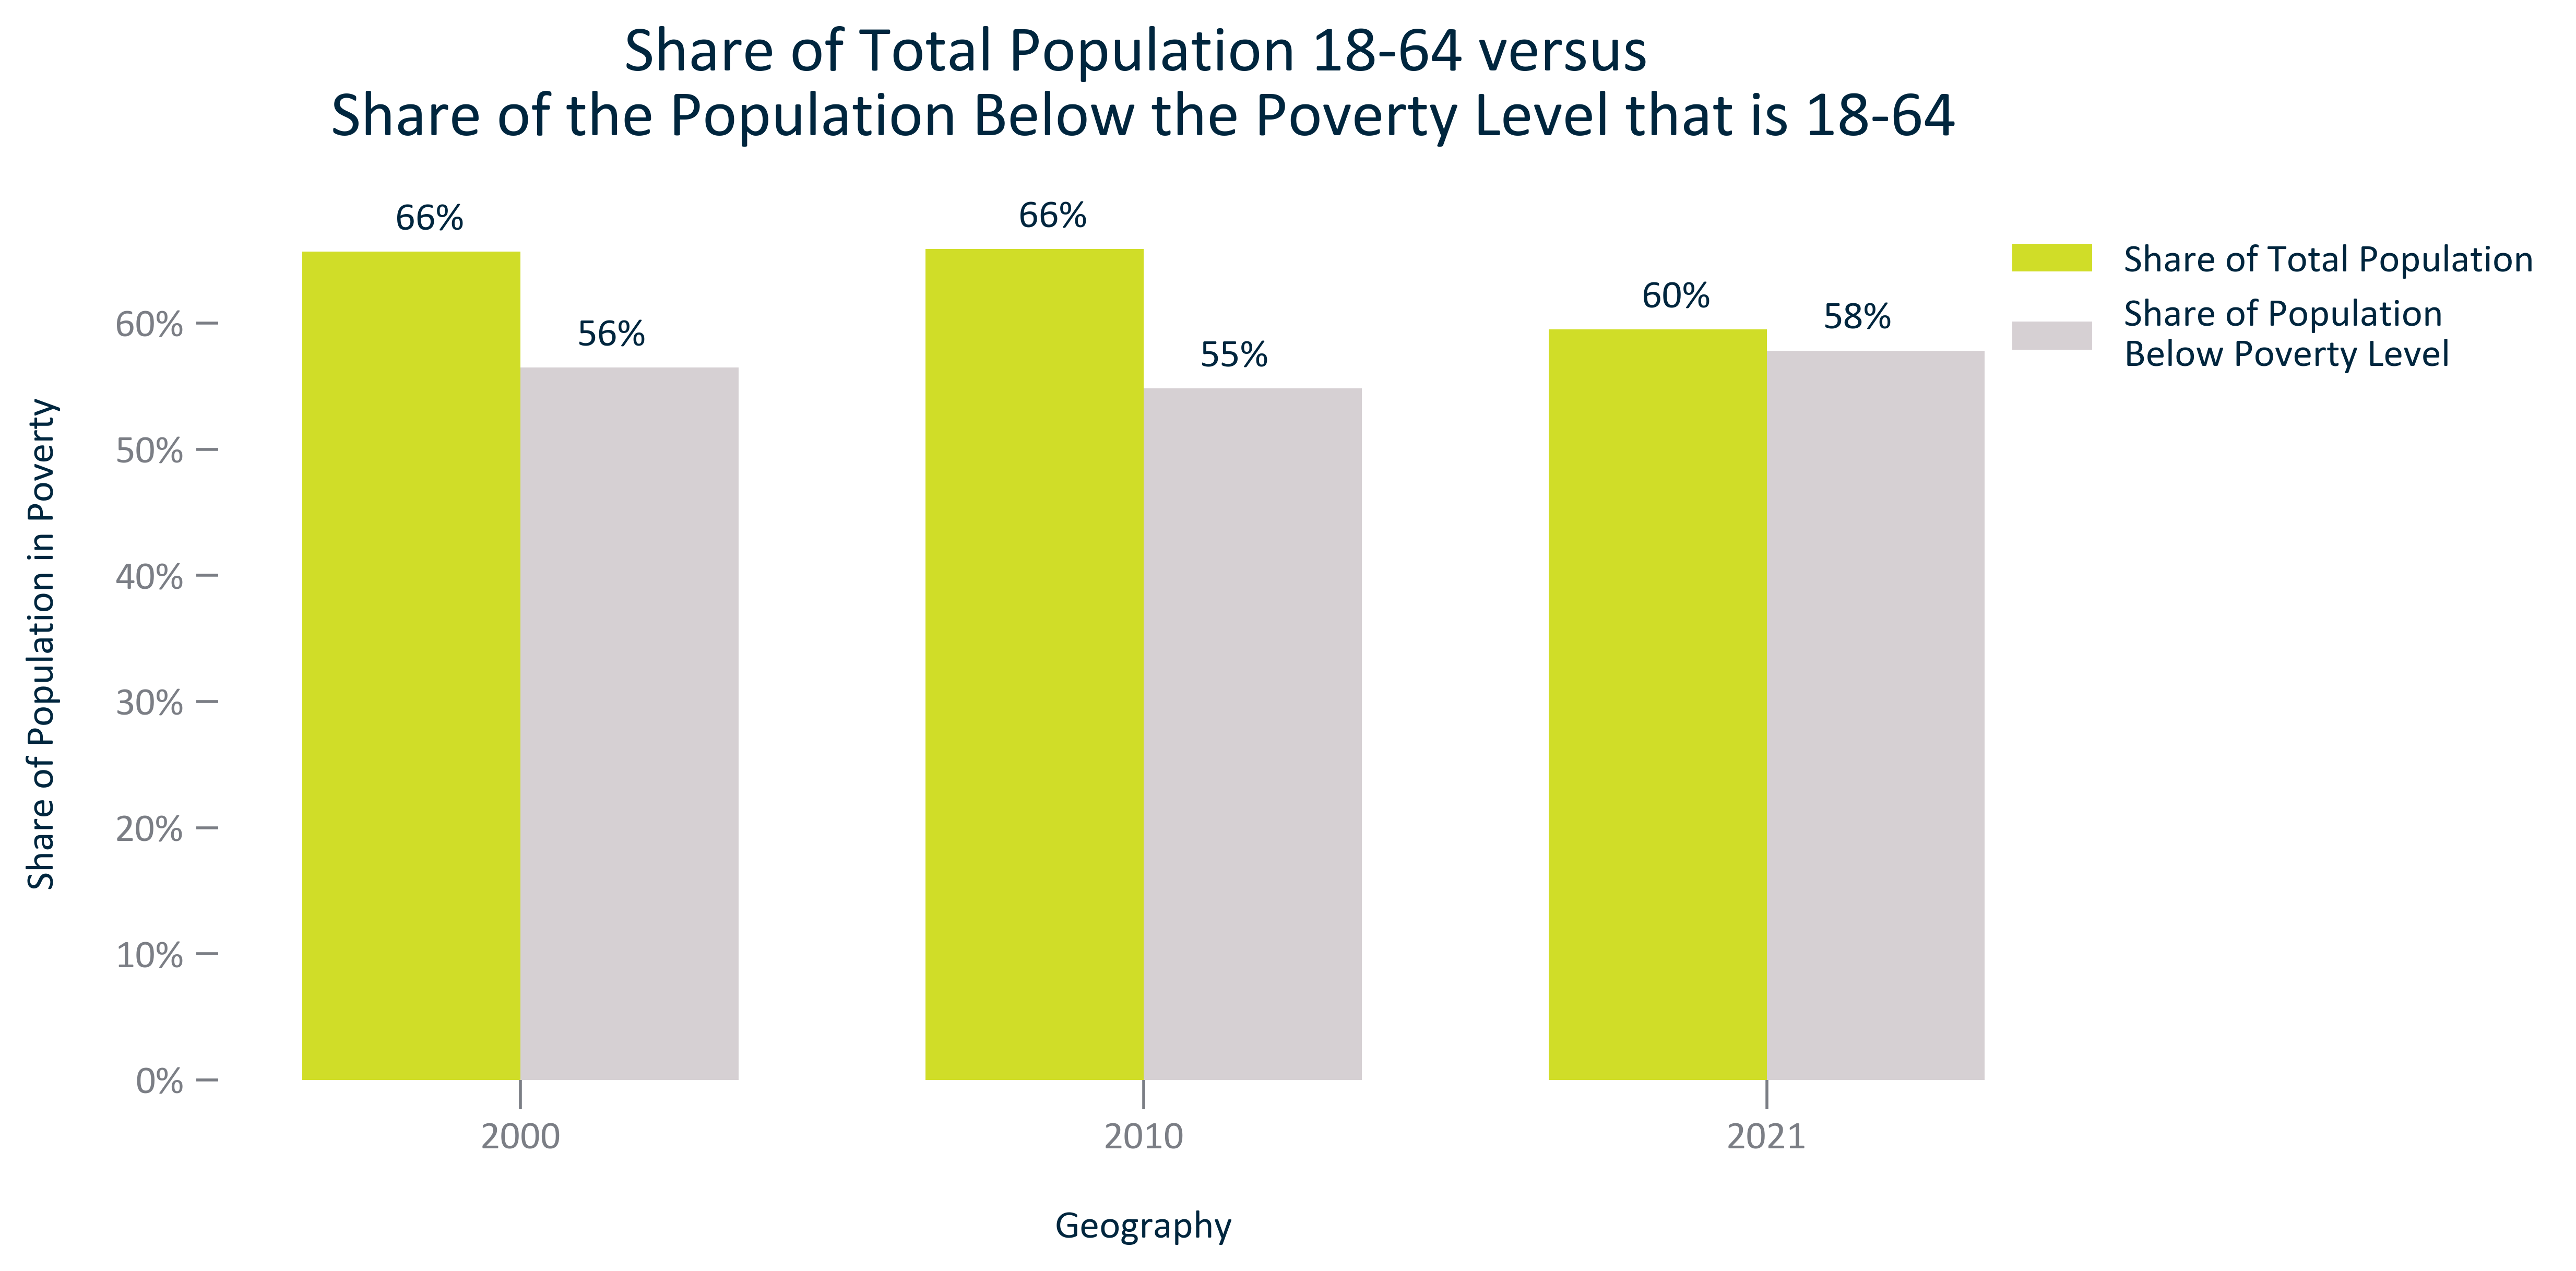 Share of Total Population 18-64 versus
Share of the Population Below the Poverty Level that is 18-64
66%
56%
66%
55%
60%
58%
Share of Total Population
Share of Population
Below Poverty Level
Share of Population in Poverty
60%
50%
40%
30%
20%
10%
0%
2000
2010
2021
Geography